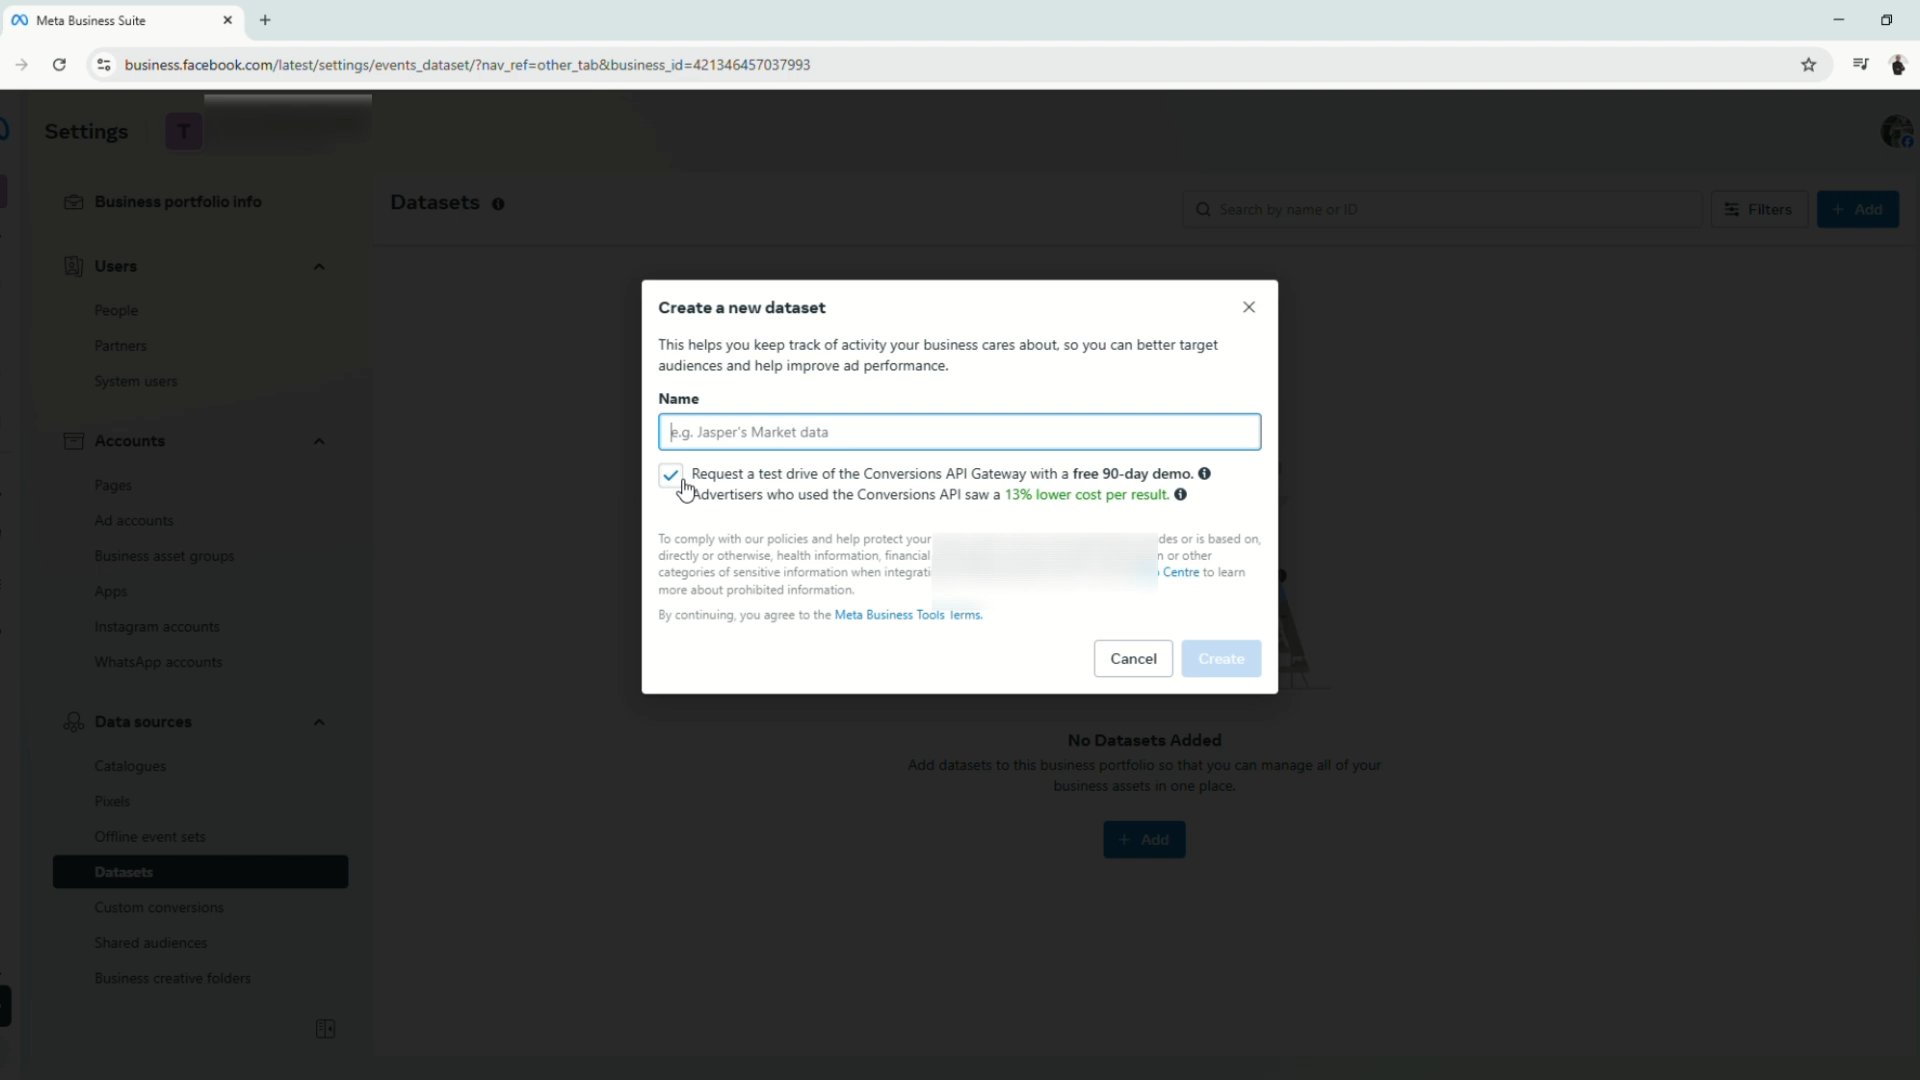 Meta Business Suite
business.facebook.com/latest/settings/events_dataset/?nav_ref=other_tab&business_id=421346457037993
Settings
T
Business portfolio info
Users
People
Partners
System users
Accounts
Pages
Ad accounts
Business asset groups
Apps
Instagram accounts
WhatsApp accounts
Data sources
Catalogues
Pixels
Offline event sets
Datasets
Custom conversions
Shared audiences
Business creative folders
Datasets
Search by name or ID
Filters
+ Add
Create a new dataset
This helps you keep track of activity your business cares about, so you can better target
audiences and help improve ad performance.
Name
e.g. Jasper's Market data
Request a test drive of the Conversions API Gateway with a free 90-day demo.
Advertisers who used the Conversions API saw a 13% lower cost per result.
To comply with our policies and help protect your des or is based on,
directly or otherwise, health information, financial n or other
categories of sensitive information when integrati Centre to learn
more about prohibited information.
By continuing, you agree to the Meta Business Tools Terms.
Cancel
Create
No Datasets Added
Add datasets to this business portfolio so that you can manage all of your
business assets in one place.
+ Add